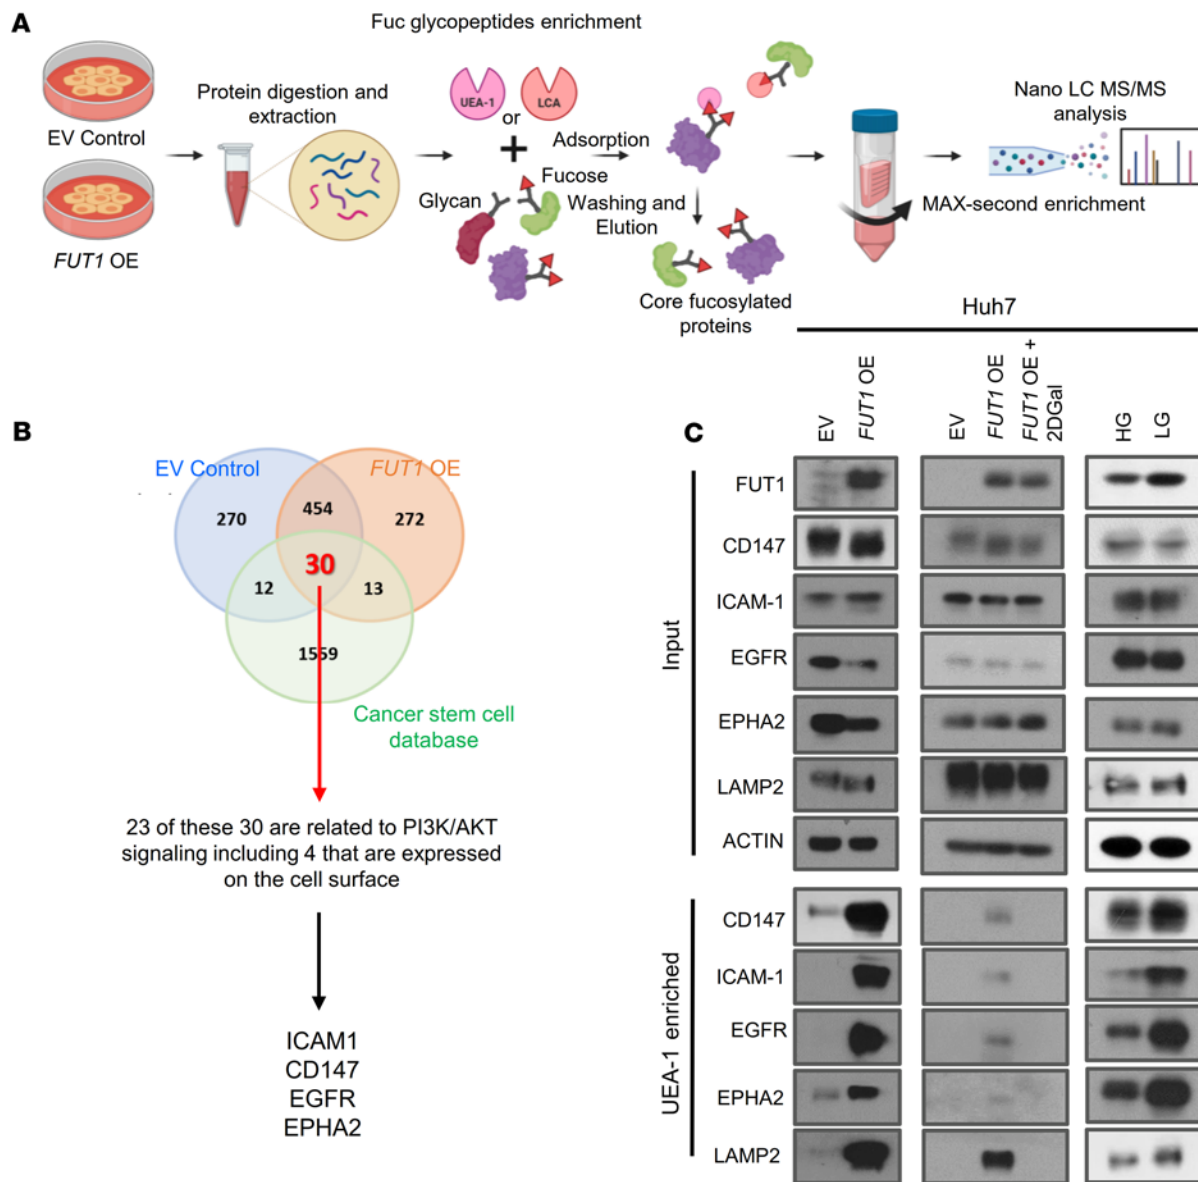 A
Fuc glycopeptides enrichment
EV Control
FUT1 OE
Protein digestion and
extraction
UEA-1
LCA
or
+
Glycan
Fucose
Adsorption
Washing and
Elution
Core fucosylated
proteins
MAX-second enrichment
Nano LC MS/MS
analysis
B
EV Control
FUT1 OE
270
454
272
30
12
13
1559
Cancer stem cell
database
23 of these 30 are related to PI3K/AKT
signaling including 4 that are expressed
on the cell surface
ICAM1
CD147
EGFR
EPHA2
C
Huh7
EV
FUT1 OE
EV
FUT1 OE
FUT1 OE +
2DGal
HG
LG
Input
FUT1
CD147
ICAM-1
EGFR
EPHA2
LAMP2
ACTIN
UEA-1 enriched
CD147
ICAM-1
EGFR
EPHA2
LAMP2